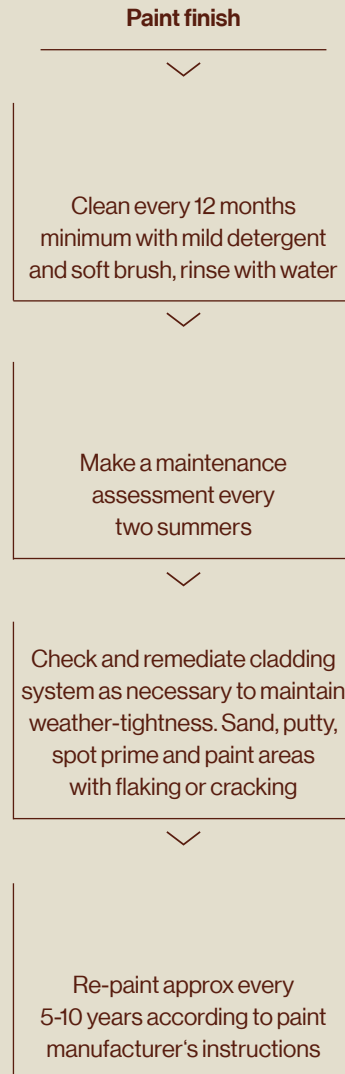 Paint finish
Clean every 12 months
minimum with mild detergent
and soft brush, rinse with water
Make a maintenance
assessment every
two summers
Check and remediate cladding
system as necessary to maintain
weather-tightness. Sand, putty,
spot prime and paint areas
with flaking or cracking
Re-paint approx every
5-10 years according to paint
manufacturer‘s instructions